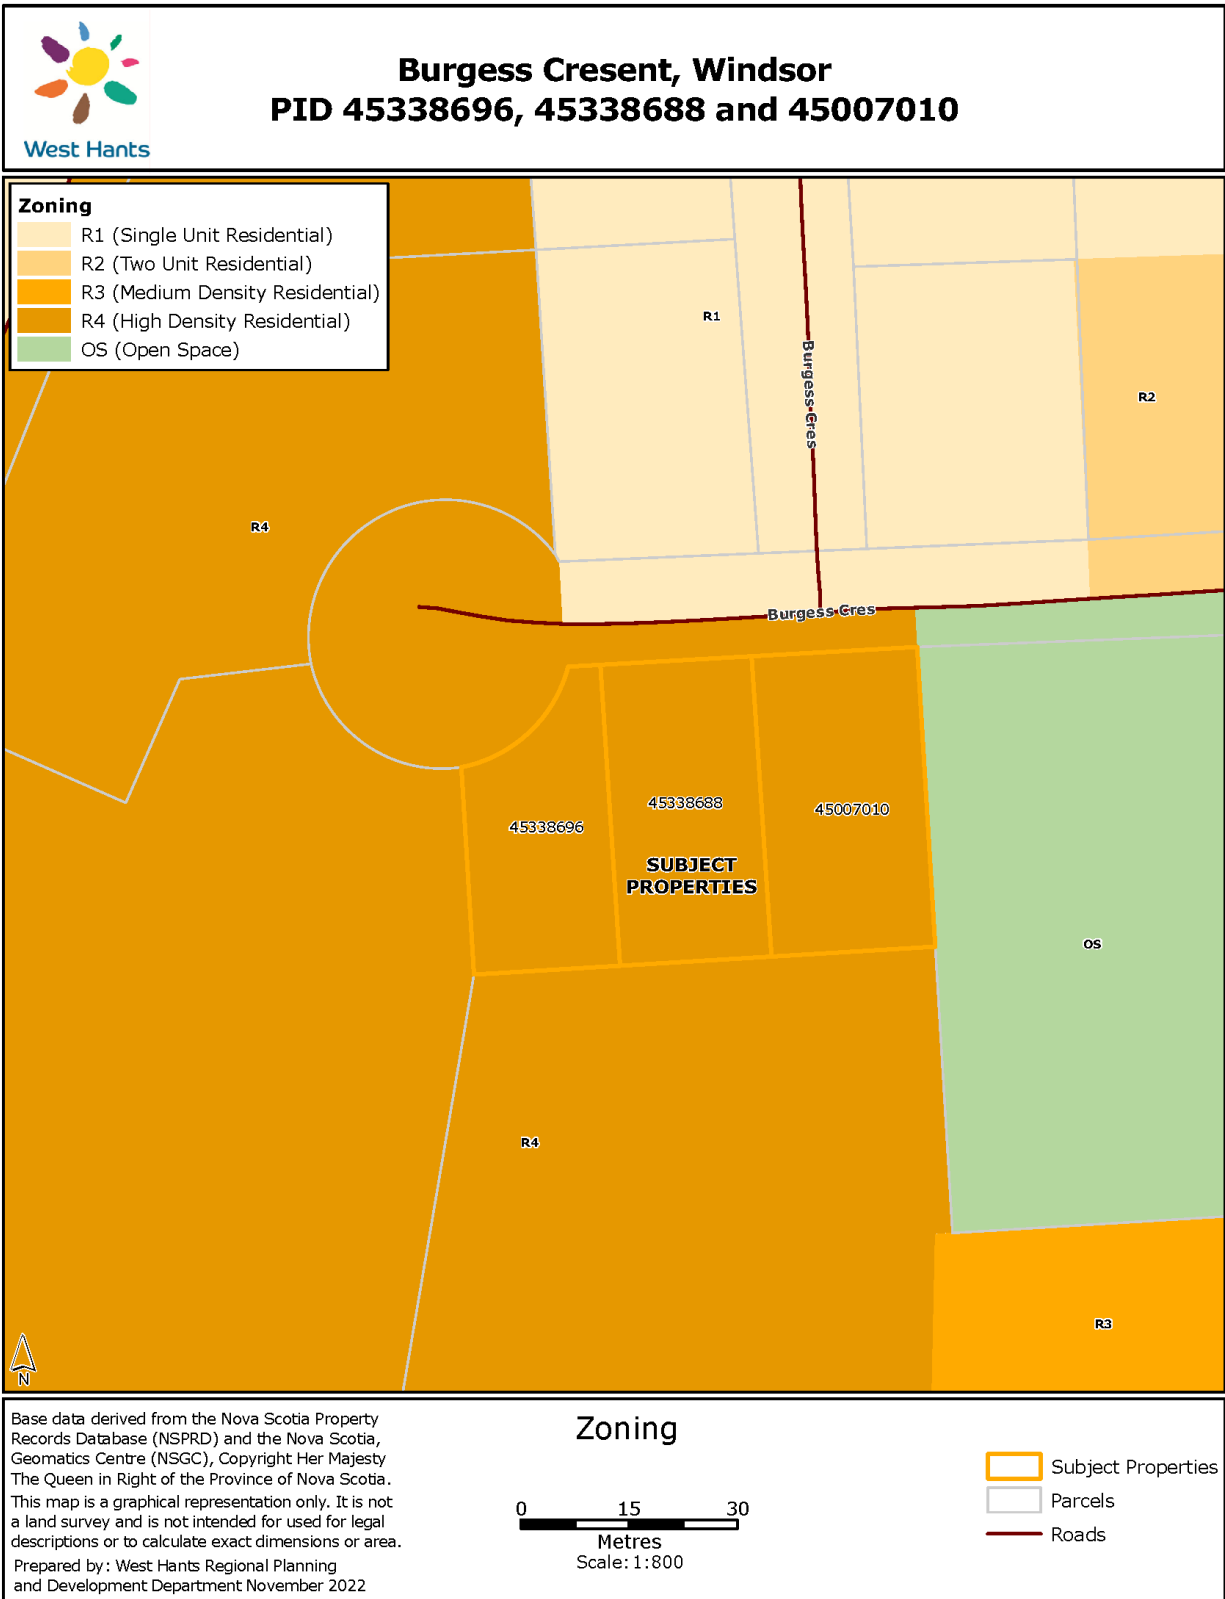 West Hants
Burgess Cresent, Windsor
PID 45338696, 45338688 and 45007010
Zoning
R1 (Single Unit Residential)
R2 (Two Unit Residential)
R3 (Medium Density Residential)
R4 (High Density Residential)
OS (Open Space)
R1
Burgess Cres
R2
R4
Burgess Cres
45338688
45007010
45338696
SUBJECT
PROPERTIES
OS
R4
R3
N
Base data derived from the Nova Scotia Property
Records Database (NSPRD) and the Nova Scotia,
Geomatics Centre (NSGC), Copyright Her Majesty
The Queen in Right of the Province of Nova Scotia.
This map is a graphical representation only. It is not
a land survey and is not intended for used for legal
descriptions or to calculate exact dimensions or area.
Prepared by: West Hants Regional Planning
and Development Department November 2022
Zoning
0 15 30
Metres
Scale: 1:800
Subject Properties
Parcels
Roads